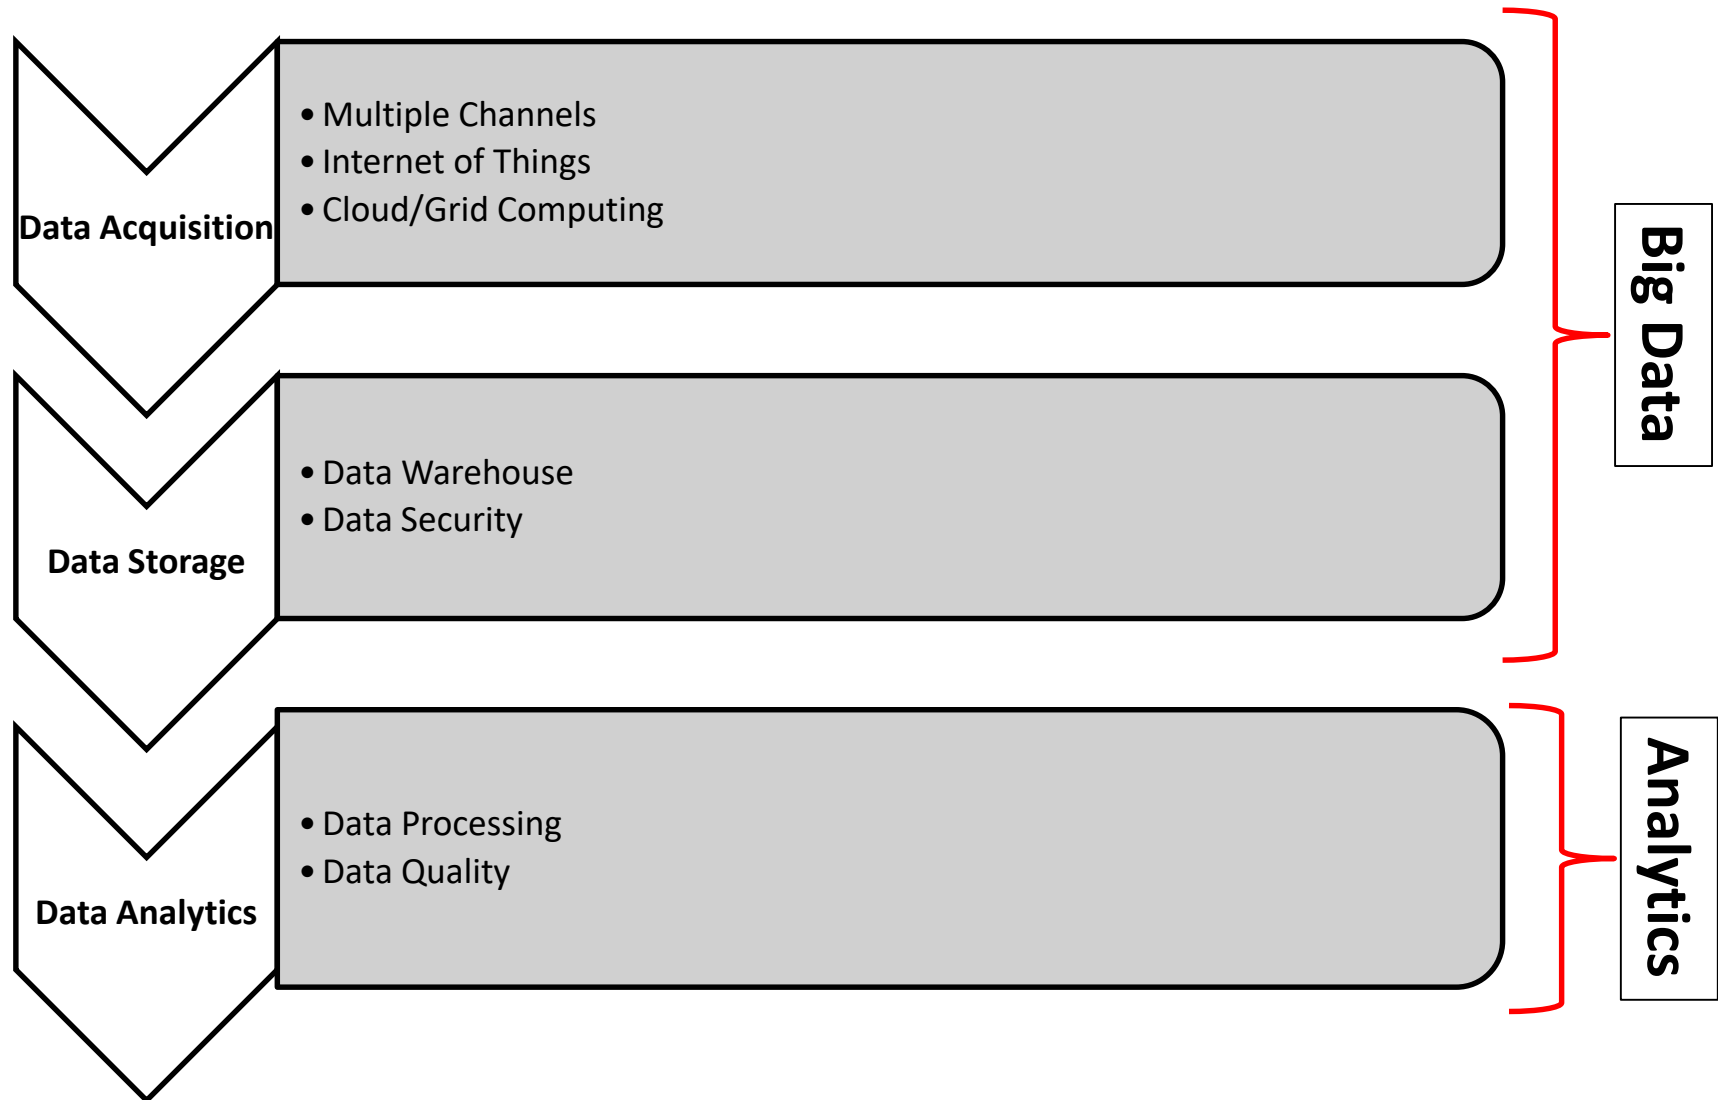 Data Acquisition
• Multiple Channels
• Internet of Things
• Cloud/Grid Computing
Data Storage
• Data Warehouse
• Data Security
Big Data
Data Analytics
• Data Processing
• Data Quality
Analytics